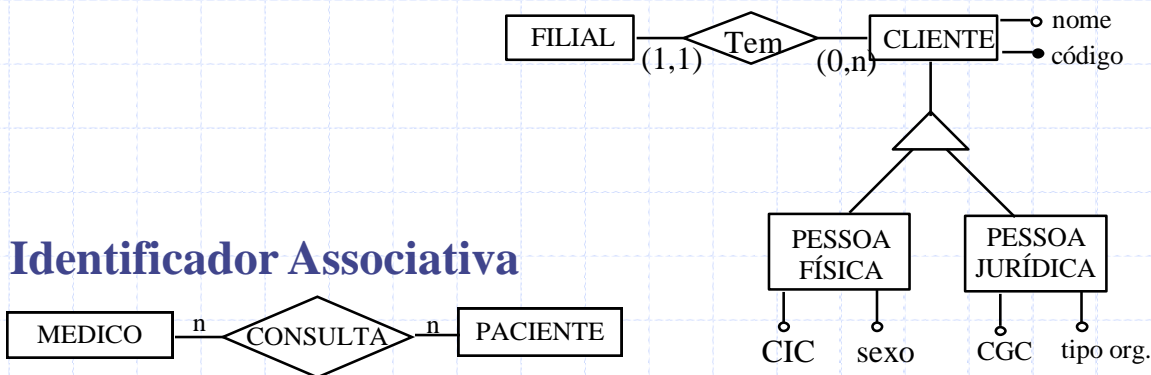 FILIAL
(1,1)
Tem
(0,n)
CLIENTE
nome
código
PESSOA
FÍSICA
PESSOA
JURÍDICA
CIC
sexo
CGC
tipo org.
Identificador Associativa
MEDICO
n
CONSULTA
n
PACIENTE